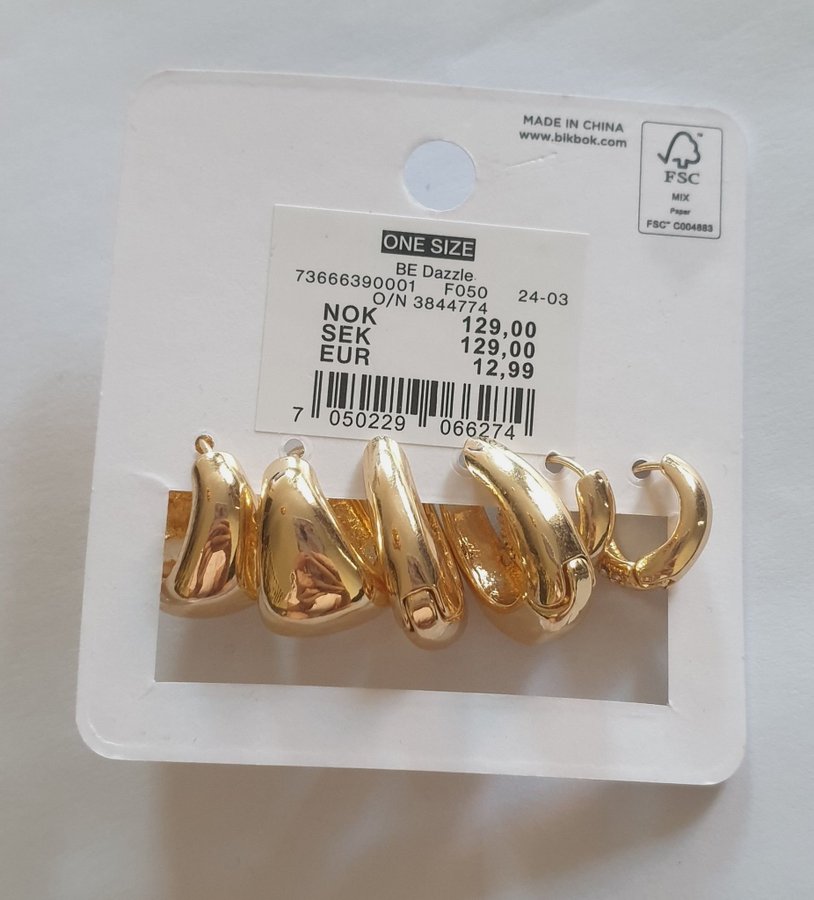 MADE IN CHINA
www.bikbok.com
FSC
™
MIX
Paper
FSC™ C004883
ONE SIZE
BE Dazzle
73666390001 F050 24-03
O/N 3844774
NOK 129,00
SEK 129,00
EUR 12,99
7 050229 066274